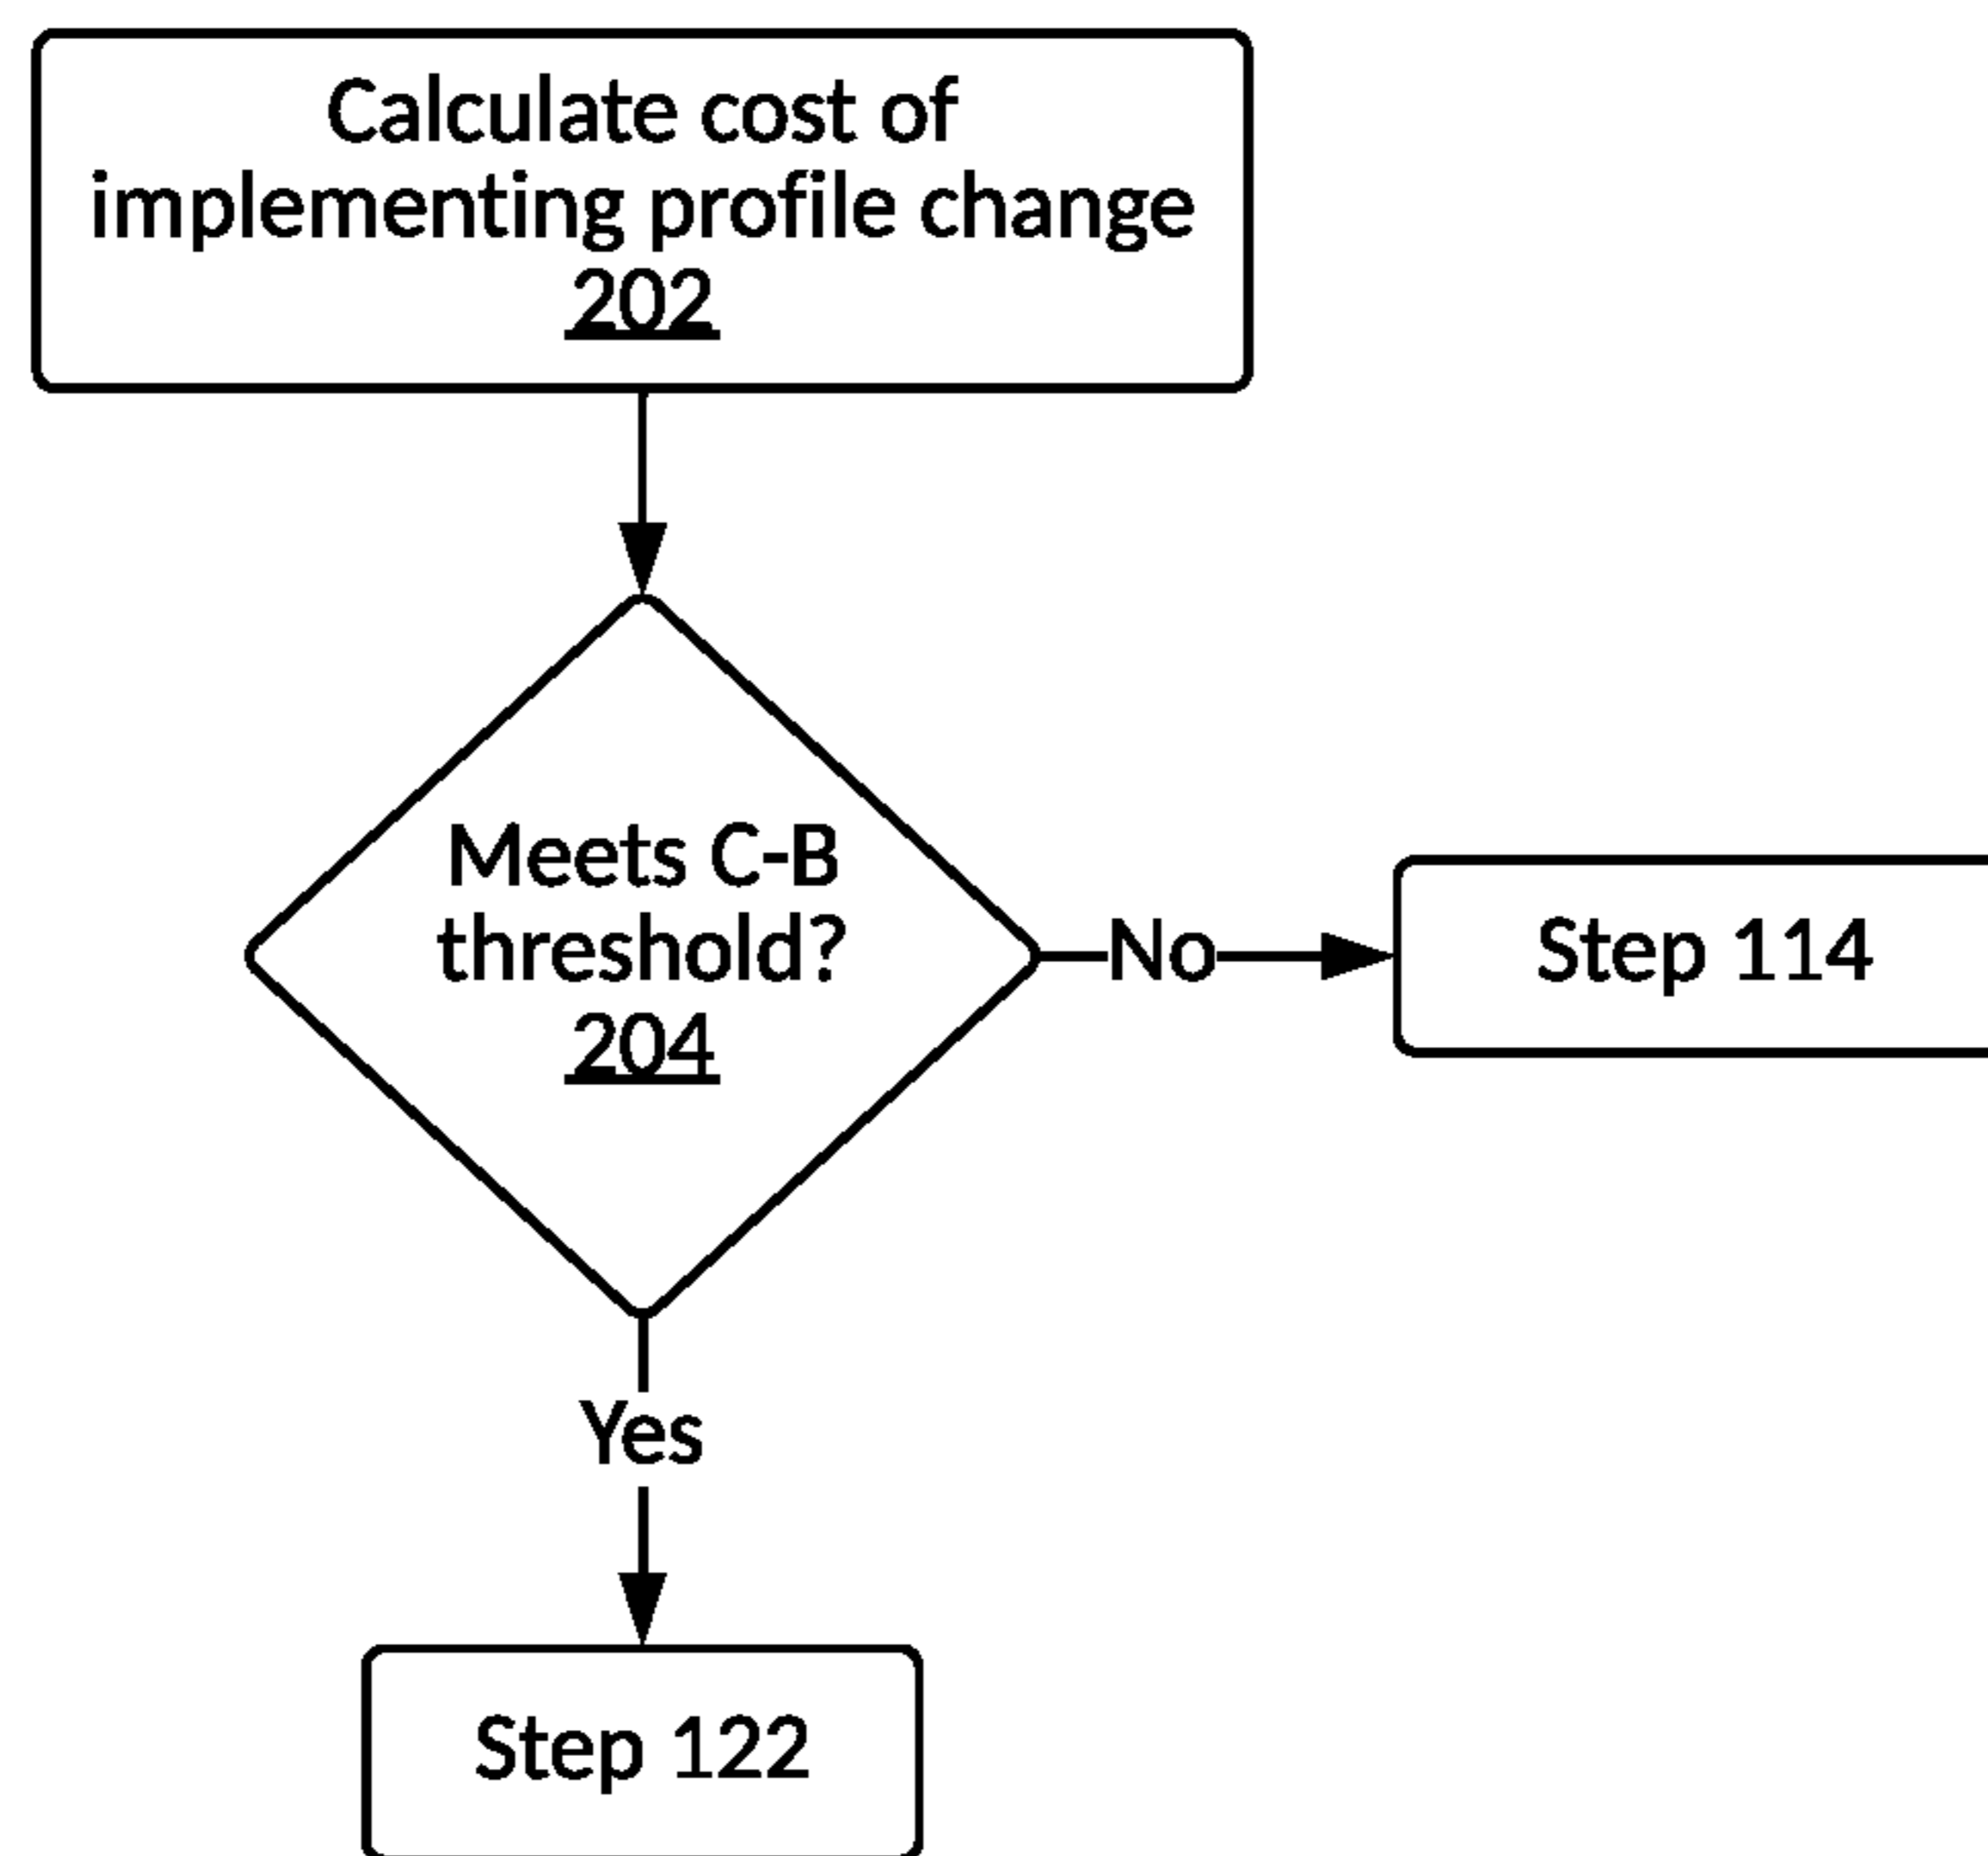 Calculate cost of
implementing profile change
202
Meets C-B
threshold?
204
No
Step 114
Yes
Step 122